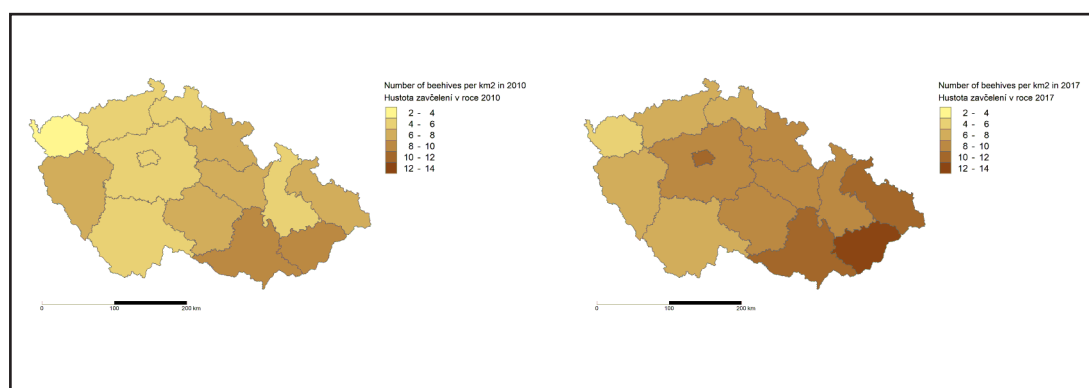 Number of beehives per km2 in 2010
Hustota zavčelení v roce 2010
2 - 4
4 - 6
6 - 8
8 - 10
10 - 12
12 - 14
0 100 200 km
Number of beehives per km2 in 2017
Hustota zavčelení v roce 2017
2 - 4
4 - 6
6 - 8
8 - 10
10 - 12
12 - 14
0 100 200 km